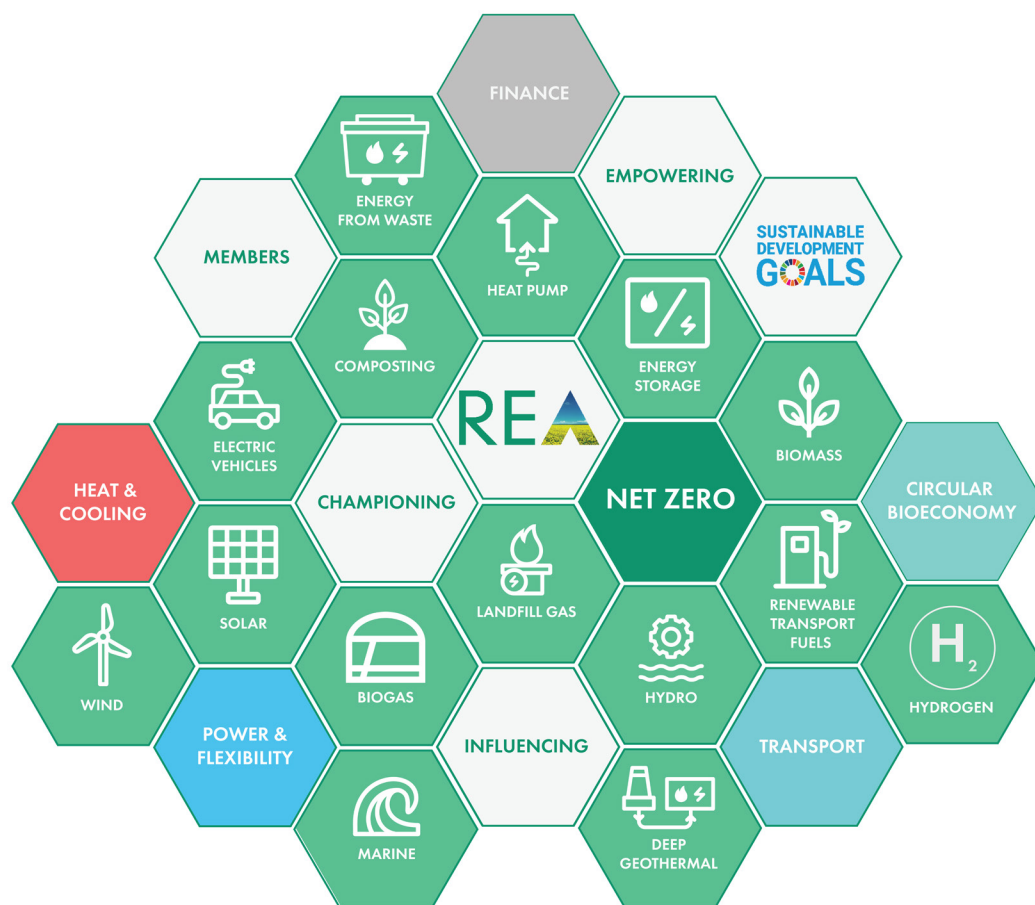 FINANCE
ENERGY
FROM WASTE
EMPOWERING
MEMBERS
HEAT PUMP
SUSTAINABLE
DEVELOPMENT
GOALS
COMPOSTING
ENERGY
STORAGE
ELECTRIC
VEHICLES
REA
BIOMASS
HEAT &
COOLING
CHAMPIONING
NET ZERO
CIRCULAR
BIOECONOMY
SOLAR
LANDFILL GAS
RENEWABLE
TRANSPORT
FUELS
WIND
BIOGAS
HYDRO
H2
HYDROGEN
POWER &
FLEXIBILITY
INFLUENCING
TRANSPORT
MARINE
DEEP
GEOTHERMAL